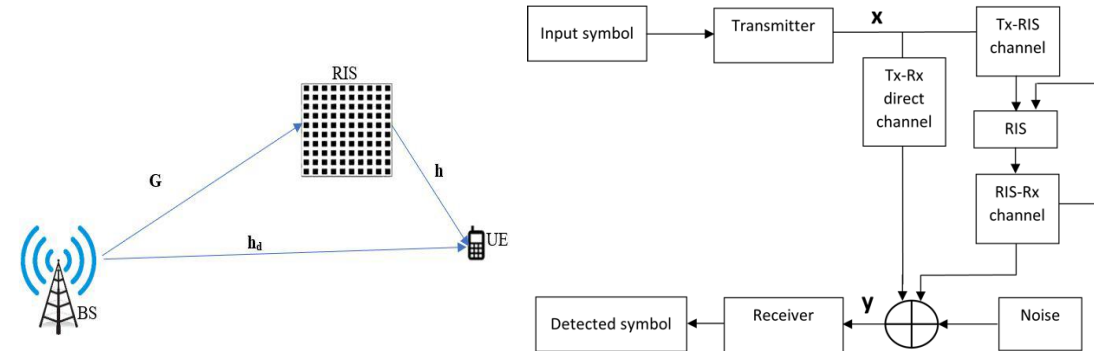 RIS
G
h
h_d
UE
BS
Input symbol
Transmitter
x
Tx-RIS
channel
Tx-Rx
direct
channel
RIS
RIS-Rx
channel
Detected symbol
Receiver
y
Noise